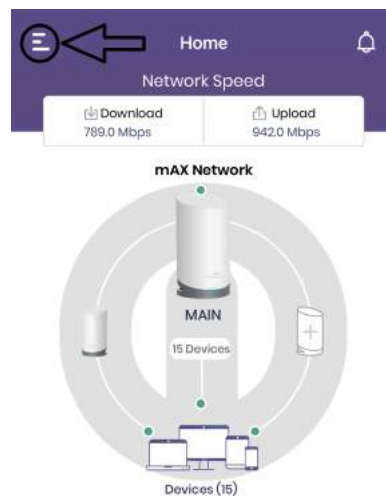 Home
Network Speed
Download
789.0 Mbps
Upload
942.0 Mbps
mAX Network
MAIN
15 Devices
Devices (15)